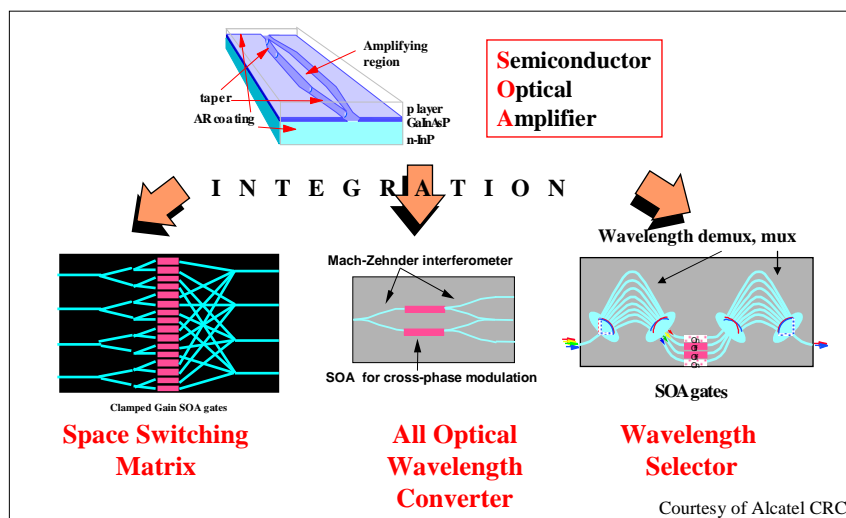 Amplifying
region
taper
AR coating
p layer
GaInAsP
n-InP
Semiconductor
Optical
Amplifier
I N T E G R A T I O N
Clamped Gain SOA gates
Space Switching
Matrix
Mach-Zehnder interferometer
SOA for cross-phase modulation
All Optical
Wavelength
Converter
Wavelength demux, mux
SOA gates
Wavelength
Selector
Courtesy of Alcatel CRC